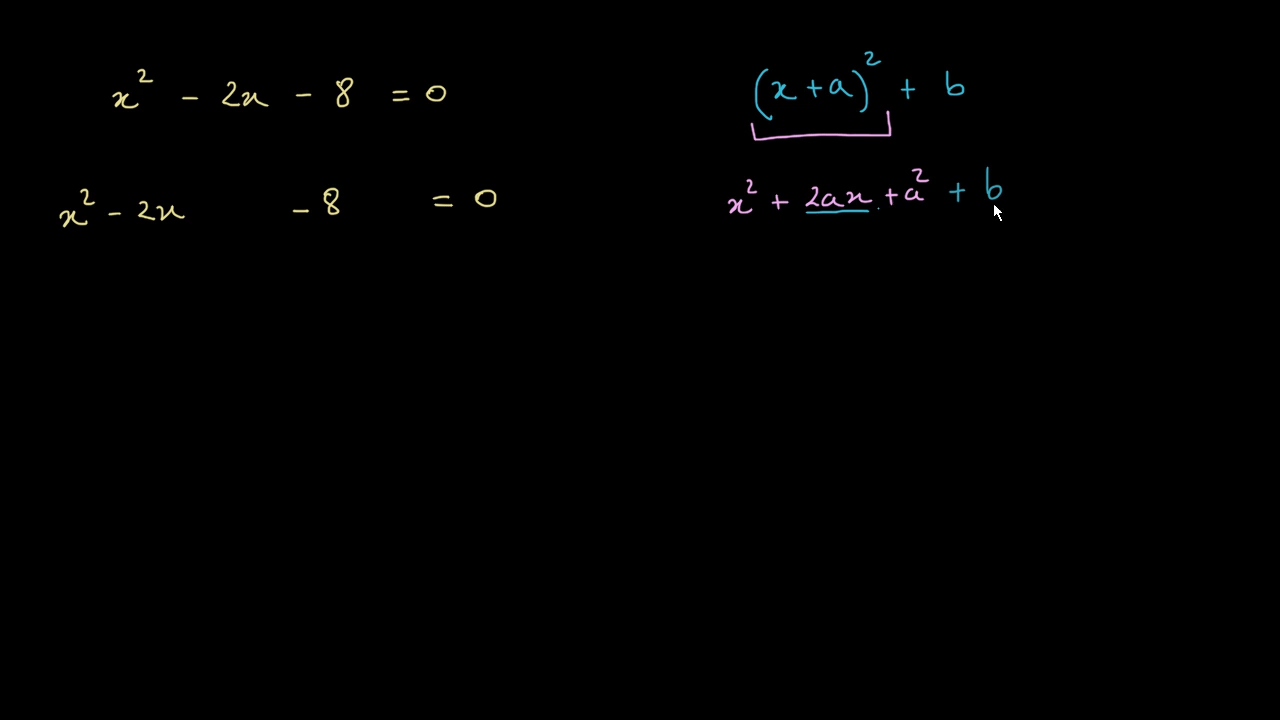 x² - 2x - 8 = 0
(x + a)² + b
x² - 2x - 8 = 0
x² + 2ax + a² + b